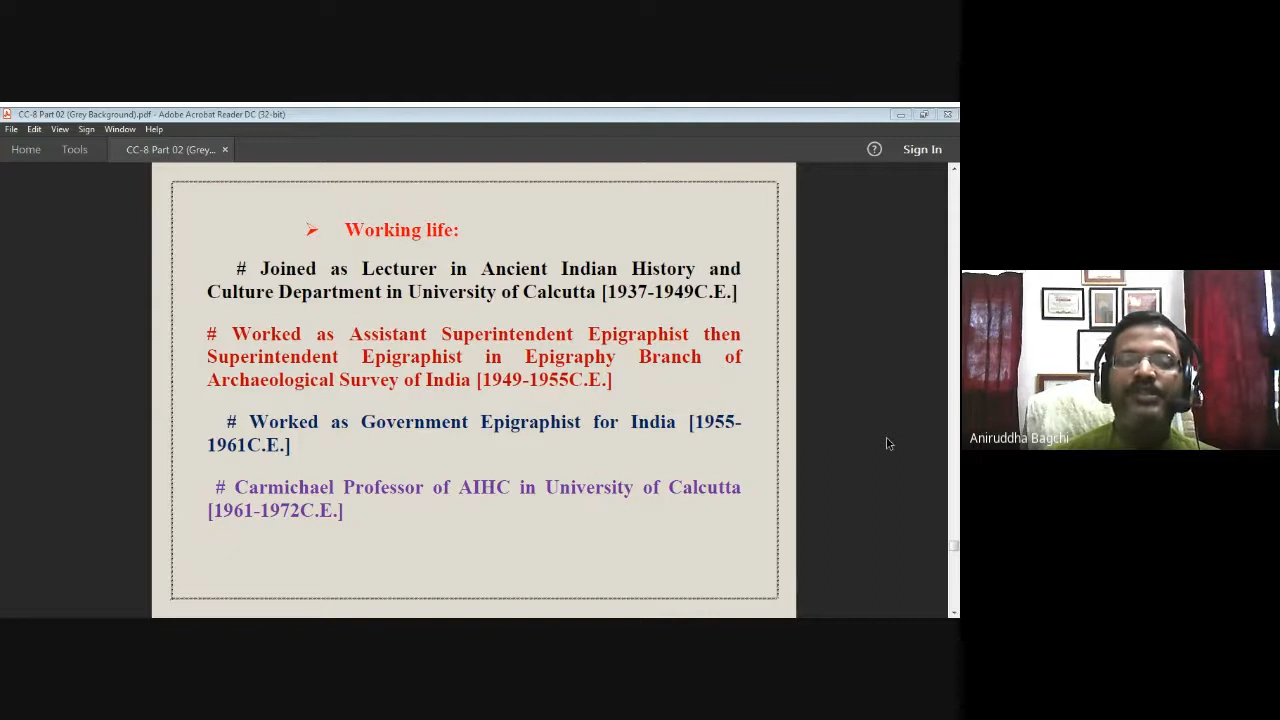 CC-8 Part 02 (Grey Background).pdf - Adobe Acrobat Reader DC (32-bit)
File Edit View Sign Window Help
Home Tools CC-8 Part 02 (Grey... × ? Sign In
➢ Working life:
# Joined as Lecturer in Ancient Indian History and
Culture Department in University of Calcutta [1937-1949C.E.]
# Worked as Assistant Superintendent Epigraphist then
Superintendent Epigraphist in Epigraphy Branch of
Archaeological Survey of India [1949-1955C.E.]
# Worked as Government Epigraphist for India [1955-
1961C.E.]
# Carmichael Professor of AIHC in University of Calcutta
[1961-1972C.E.]
Aniruddha Bagchi